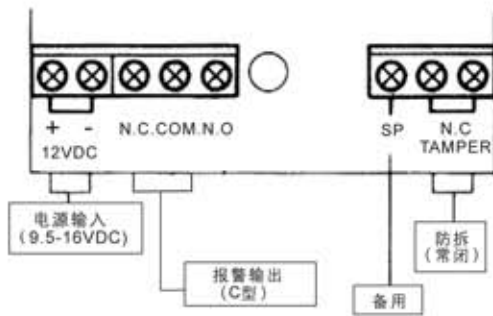 + - N.C.COM.N.O SP N.C
12VDC TAMPER
电源输入
(9.5-16VDC)
报警输出
(C型)
备用
防拆
(常闭)